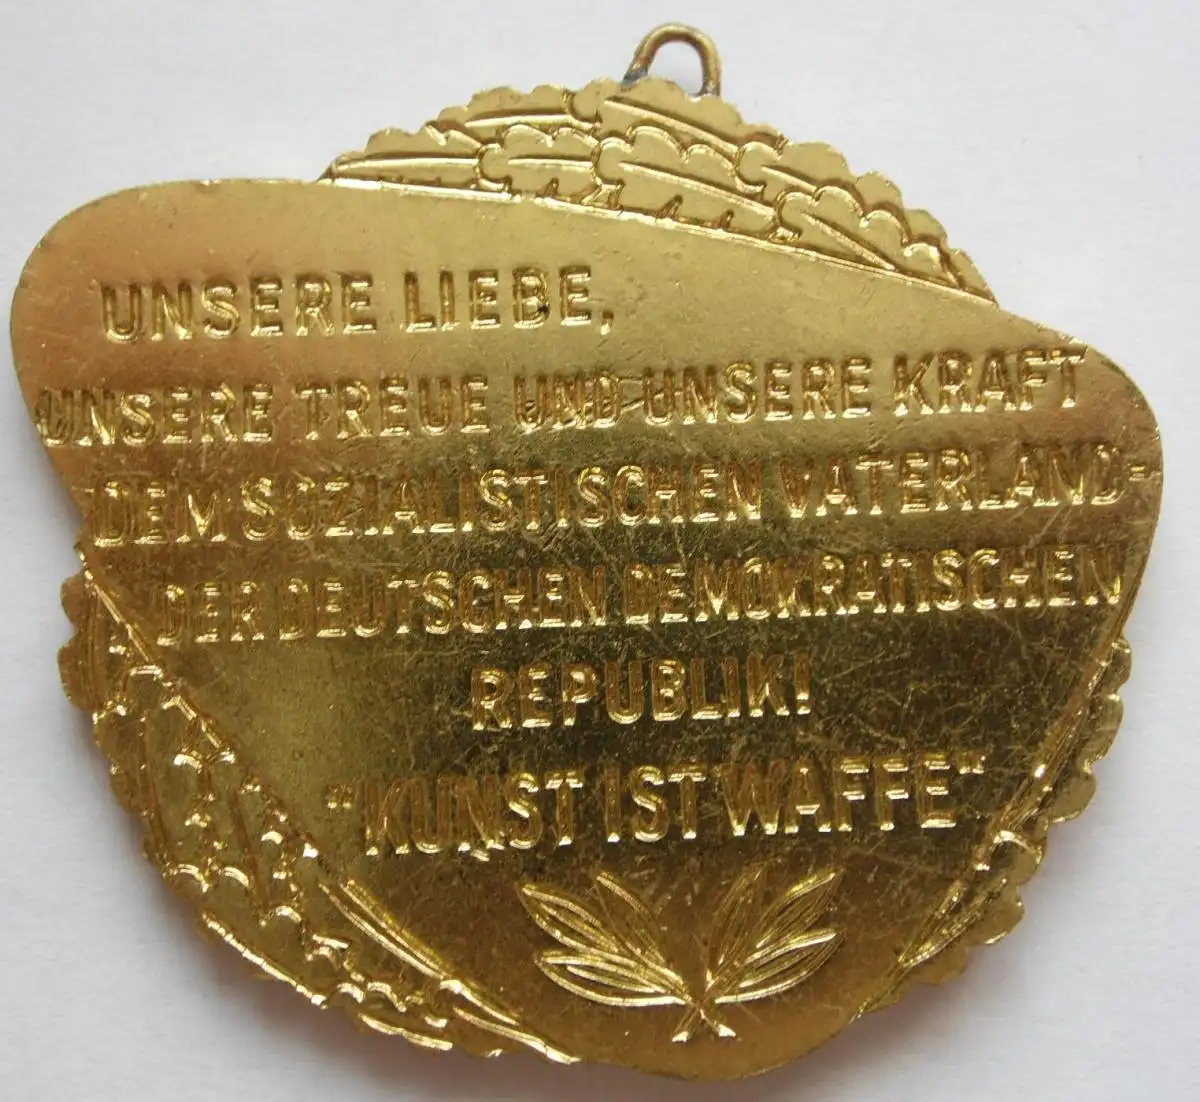 UNSERE LIEBE,
UNSERE TREUE UND UNSERE KRAFT
DEM SOZIALISTISCHEN VATERLAND-
DER DEUTSCHEN DEMOKRATISCHEN
REPUBLIK!
"KUNST IST WAFFE"